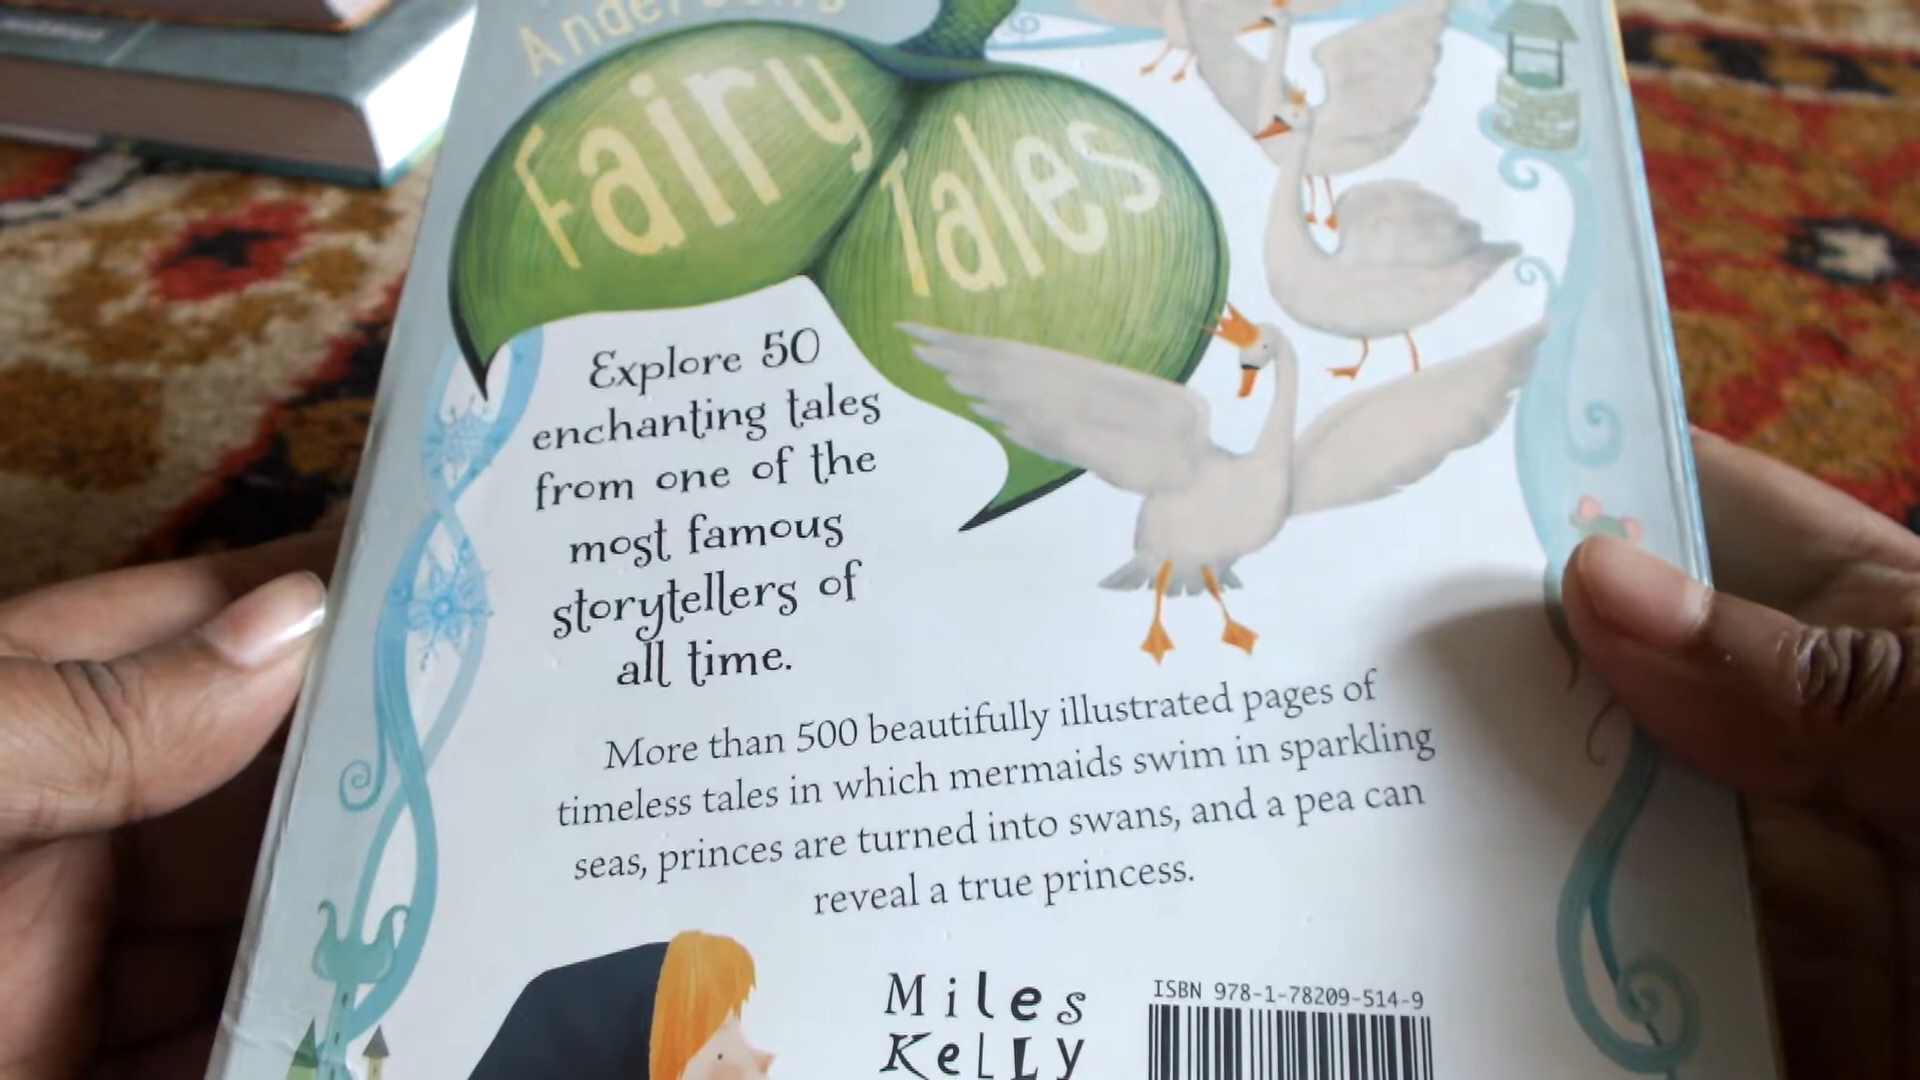 Andersen's
Fairy
Tales
Explore 50
enchanting tales
from one of the
most famous
storytellers of
all time.
More than 500 beautifully illustrated pages of
timeless tales in which mermaids swim in sparkling
seas, princes are turned into swans, and a pea can
reveal a true princess.
Miles
Kelly
ISBN 978-1-78209-514-9